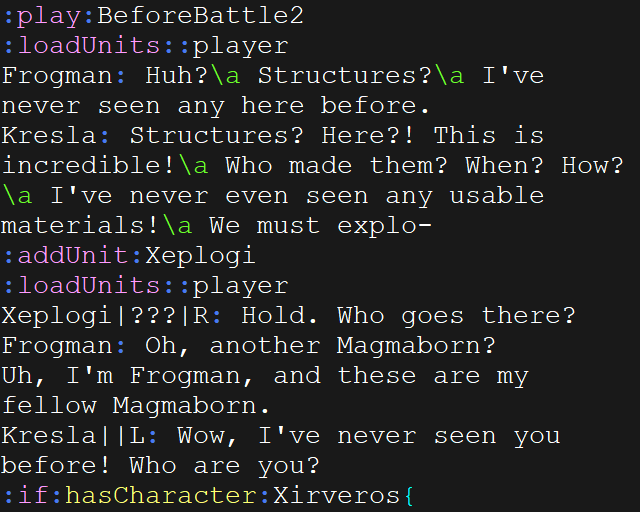 :play:BeforeBattle2
:loadUnits::player
Frogman: Huh?\a Structures?\a I've
never seen any here before.
Kresla: Structures? Here?! This is
incredible!\a Who made them? When? How?
\a I've never even seen any usable
materials!\a We must explo-
:addUnit:Xeplogi
:loadUnits::player
Xeplogi|???|R: Hold. Who goes there?
Frogman: Oh, another Magmaborn?
Uh, I'm Frogman, and these are my
fellow Magmaborn.
Kresla||L: Wow, I've never seen you
before! Who are you?
:if:hasCharacter:Xirveros{